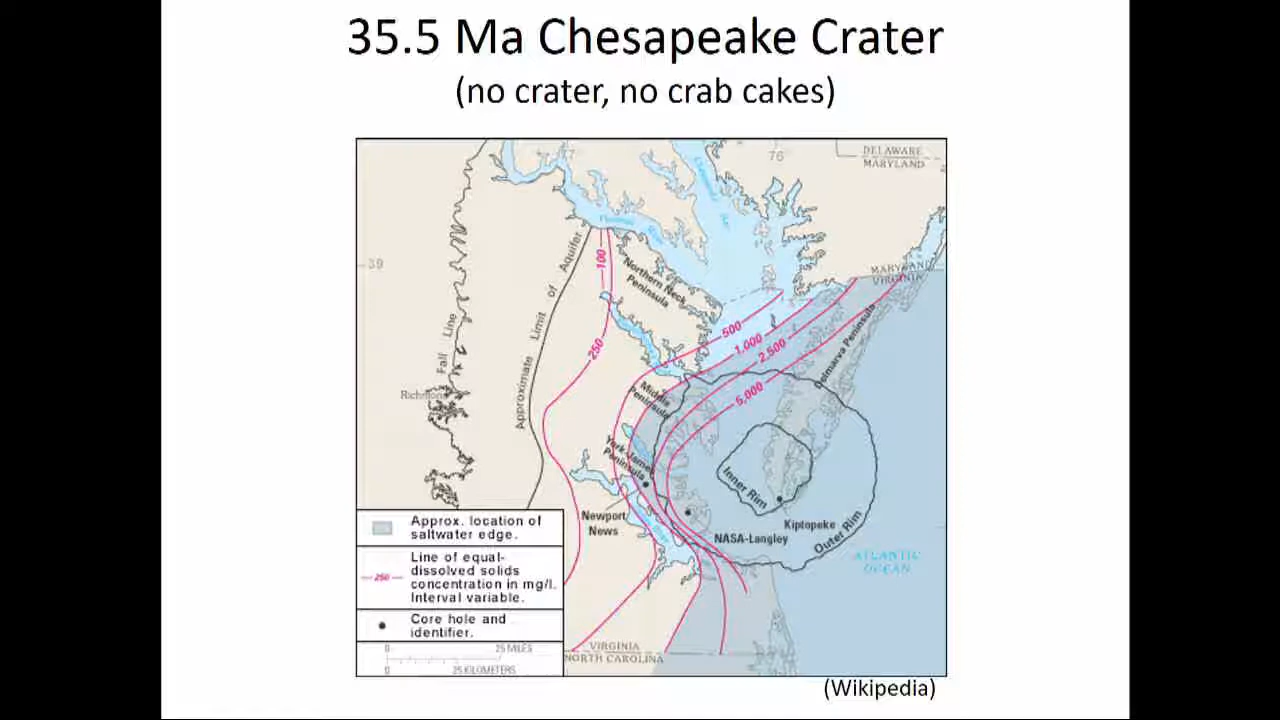 35.5 Ma Chesapeake Crater
(no crater, no crab cakes)
76
DELAWARE
MARYLAND
39
MARYLAND
VIRGINIA
Northern Neck
Peninsula
Approximate Limit of Aquifer
Fall Line
Richmond
100
250
500
1,000
2,500
5,000
Delmarva Peninsula
Middle
Peninsula
York-James
Peninsula
Inner Rim
Outer Rim
Kiptopeke
Newport
News
NASA-Langley
ATLANTIC
OCEAN
Approx. location of
saltwater edge.
250
Line of equal-
dissolved solids
concentration in mg/l.
Interval variable.
Core hole and
identifier.
0 25 MILES
0 25 KILOMETERS
VIRGINIA
NORTH CAROLINA
(Wikipedia)